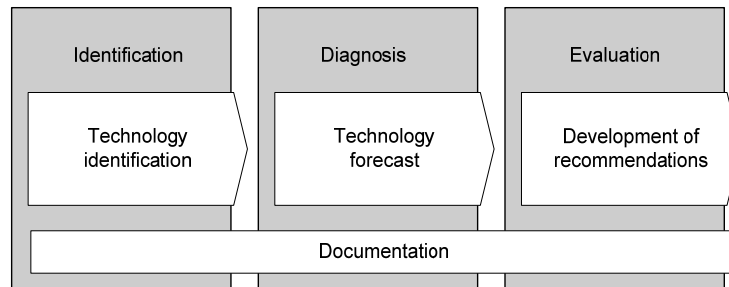 Identification
Diagnosis
Evaluation
Technology
identification
Technology
forecast
Development of
recommendations
Documentation